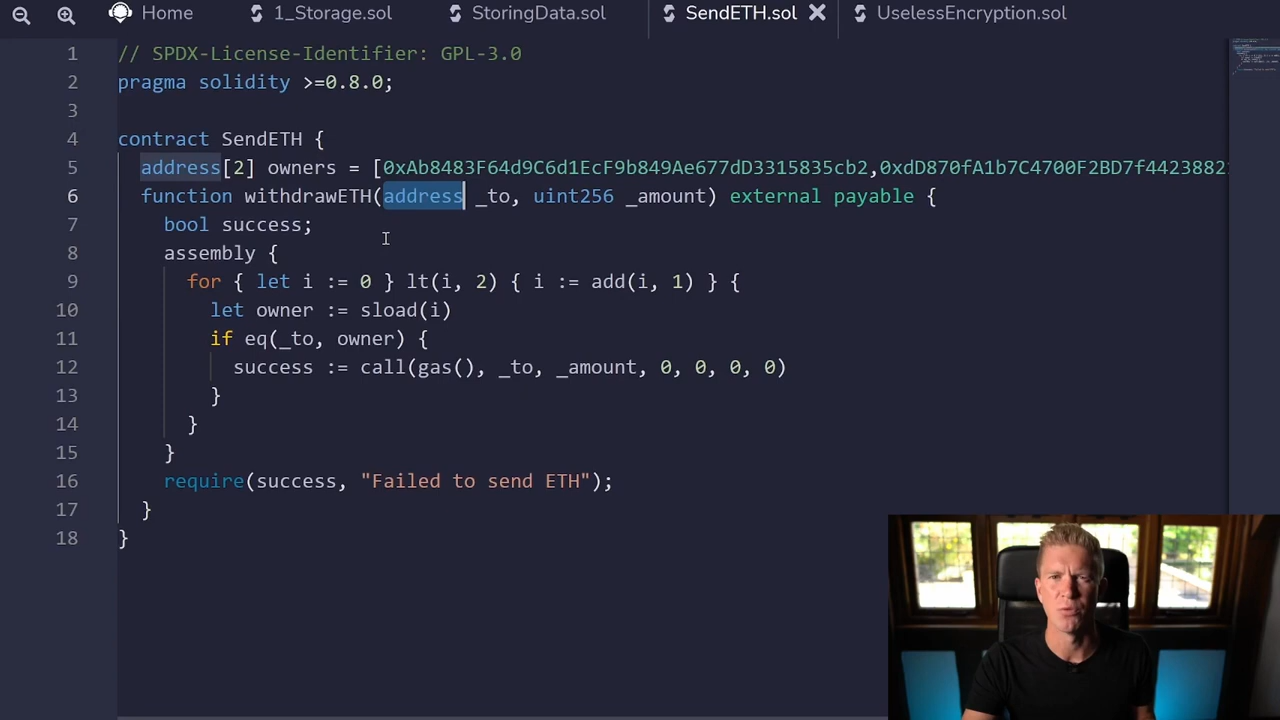 Home 1_Storage.sol StoringData.sol SendETH.sol UselessEncryption.sol
1 // SPDX-License-Identifier: GPL-3.0
2 pragma solidity >=0.8.0;
3
4 contract SendETH {
5 address[2] owners = [0xAb8483F64d9C6d1EcF9b849Ae677dD3315835cb2,0xdD870fA1b7C4700F2BD7f4423882
6 function withdrawETH(address _to, uint256 _amount) external payable {
7 bool success;
8 assembly {
9 for { let i := 0 } lt(i, 2) { i := add(i, 1) } {
10 let owner := sload(i)
11 if eq(_to, owner) {
12 success := call(gas(), _to, _amount, 0, 0, 0, 0)
13 }
14 }
15 }
16 require(success, "Failed to send ETH");
17 }
18 }